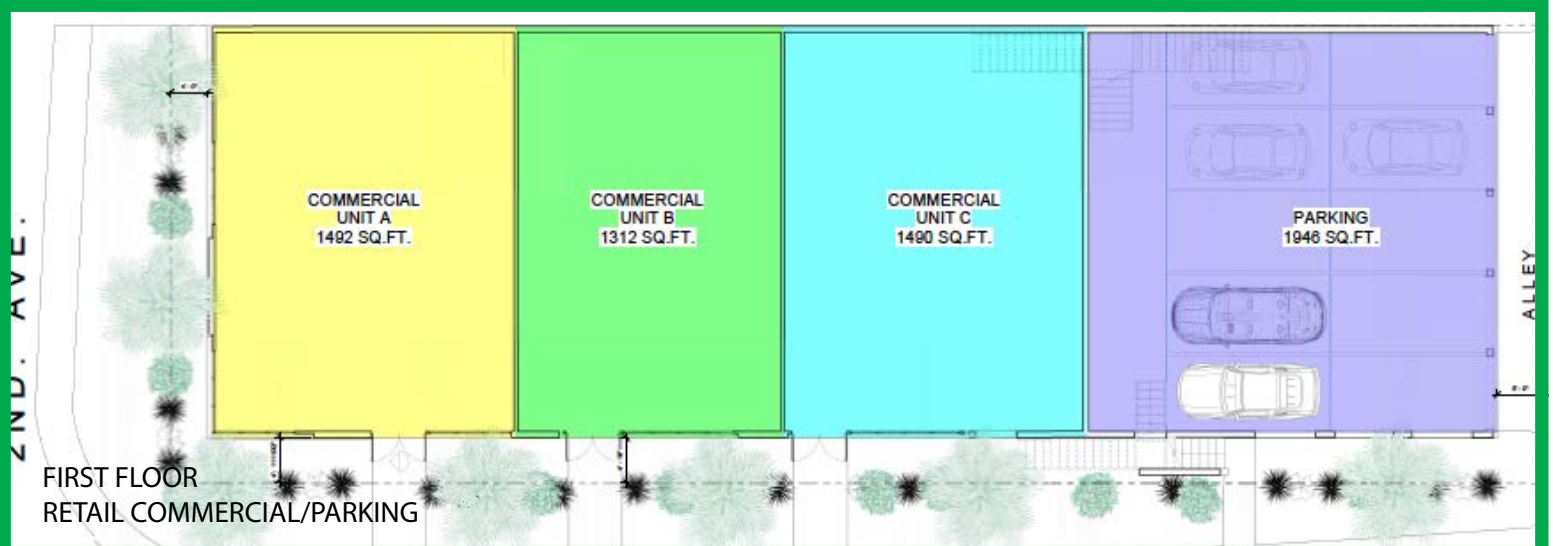 COMMERCIAL
UNIT A
1492 SQ.FT.
COMMERCIAL
UNIT B
1312 SQ.FT.
COMMERCIAL
UNIT C
1490 SQ.FT.
PARKING
1946 SQ.FT.
2ND. AVE.
ALLEY
FIRST FLOOR
RETAIL COMMERCIAL/PARKING